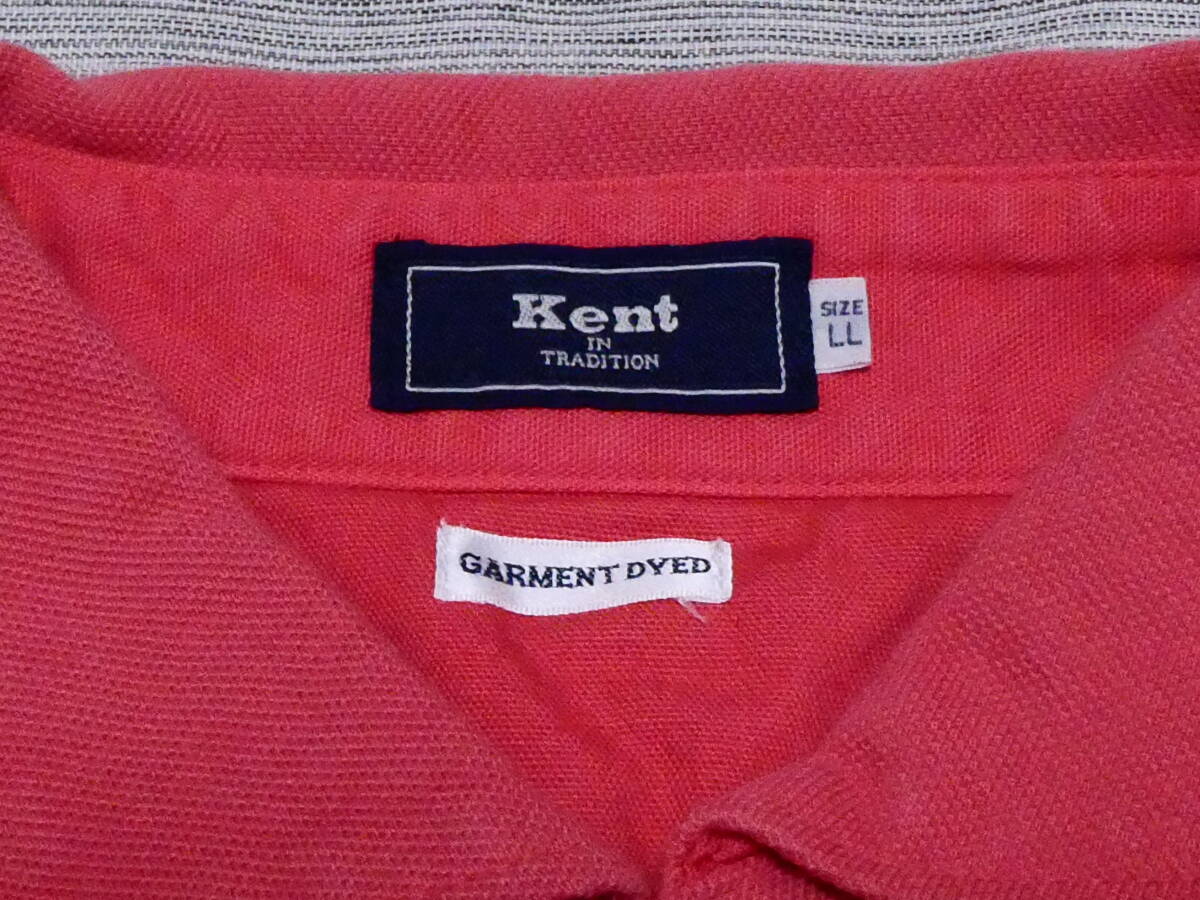 Kent
IN
TRADITION
SIZE
LL
GARMENT DYED